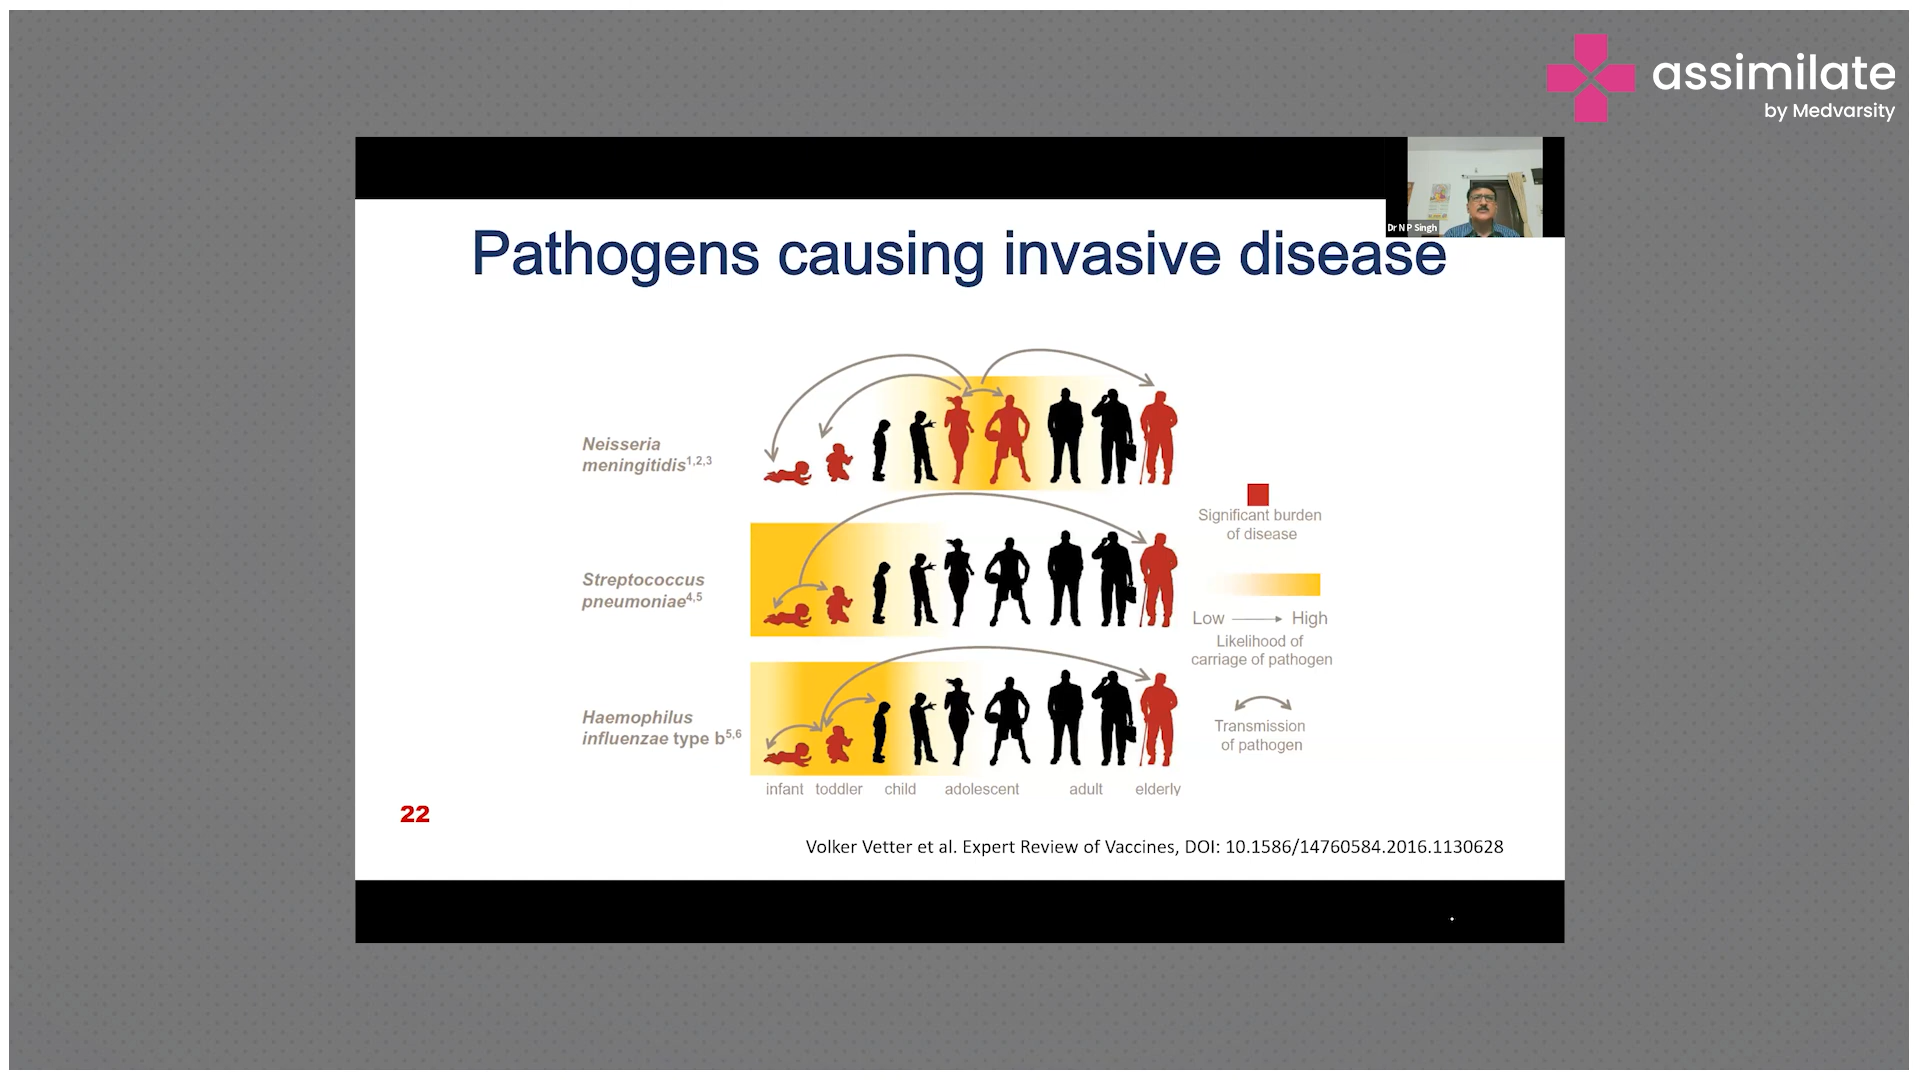 assimilate
by Medvarsity
Dr N P Singh
Pathogens causing invasive disease
Neisseria
meningitidis1,2,3
Streptococcus
pneumoniae4,5
Haemophilus
influenzae type b5,6
infant toddler child adolescent adult elderly
Significant burden
of disease
Low High
Likelihood of
carriage of pathogen
Transmission
of pathogen
22
Volker Vetter et al. Expert Review of Vaccines, DOI: 10.1586/14760584.2016.1130628